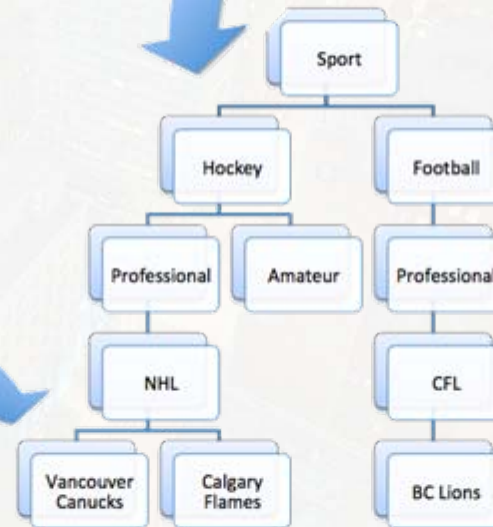 Sport
Hockey
Football
Professional
Amateur
Professional
NHL
CFL
Vancouver
Canucks
Calgary
Flames
BC Lions